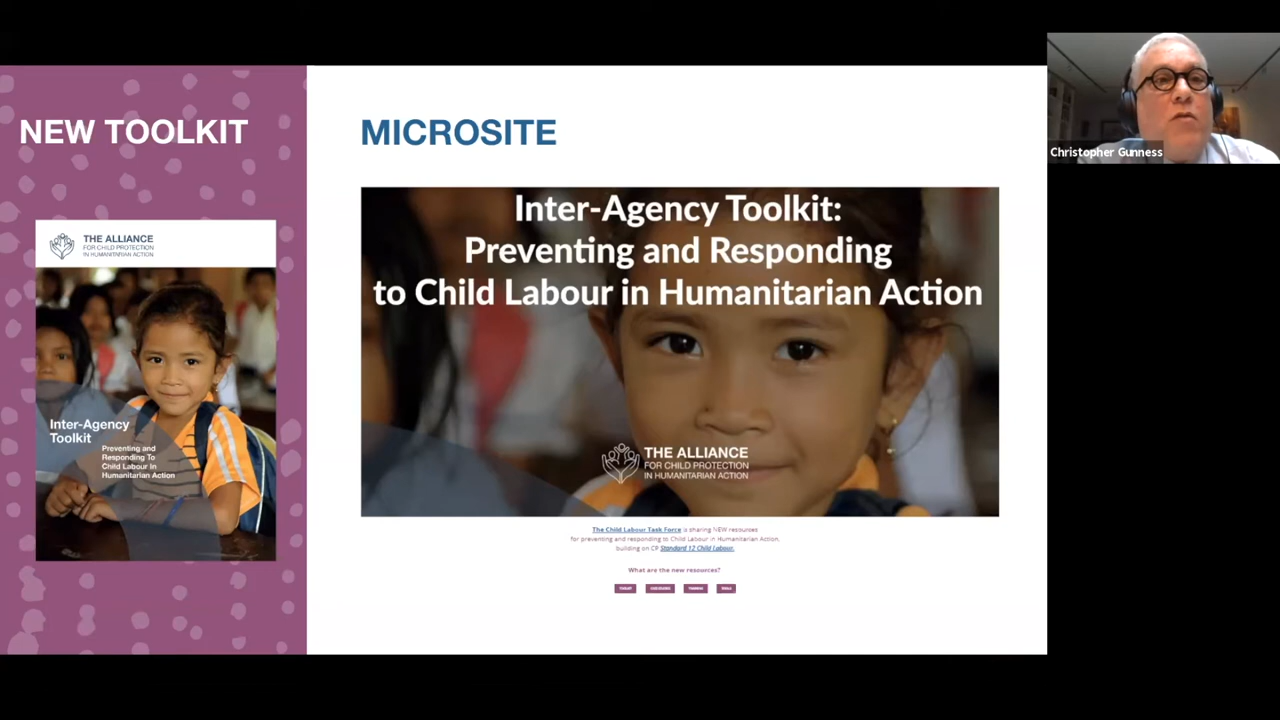 NEW TOOLKIT
THE ALLIANCE
FOR CHILD PROTECTION
IN HUMANITARIAN ACTION
Inter-Agency
Toolkit
Preventing and
Responding To
Child Labour In
Humanitarian Action
MICROSITE
Inter-Agency Toolkit:
Preventing and Responding
to Child Labour in Humanitarian Action
THE ALLIANCE
FOR CHILD PROTECTION
IN HUMANITARIAN ACTION
The Child Labour Task Force is sharing NEW resources
for preventing and responding to Child Labour in Humanitarian Action,
building on CP Standard 12 Child Labour.
What are the new resources?
TOOLKIT
Christopher Gunness